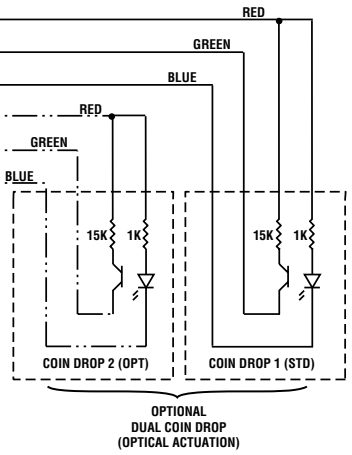 RED
GREEN
BLUE
RED
GREEN
BLUE
15K 1K 15K 1K
COIN DROP 2 (OPT) COIN DROP 1 (STD)
OPTIONAL
DUAL COIN DROP
(OPTICAL ACTUATION)